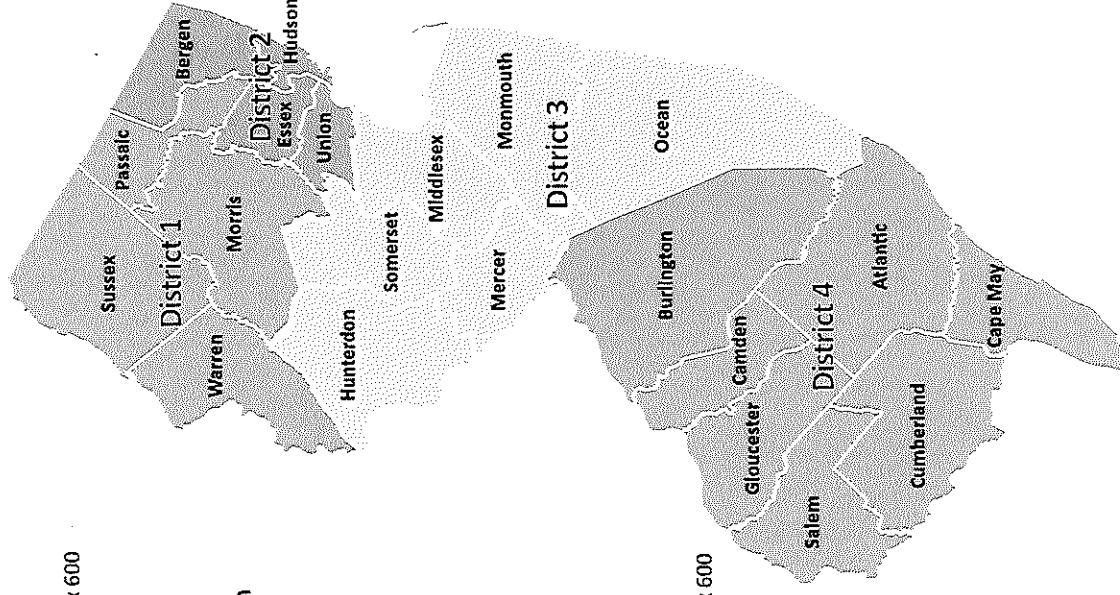 600
Sussex
Passaic
Bergen
District 1
District 2
Hudson
Warren
Morris
Essex
Union
Hunterdon
Somerset
Middlesex
Monmouth
Mercer
District 3
Ocean
600
Burlington
Camden
Gloucester
District 4
Atlantic
Salem
Cumberland
Cape May